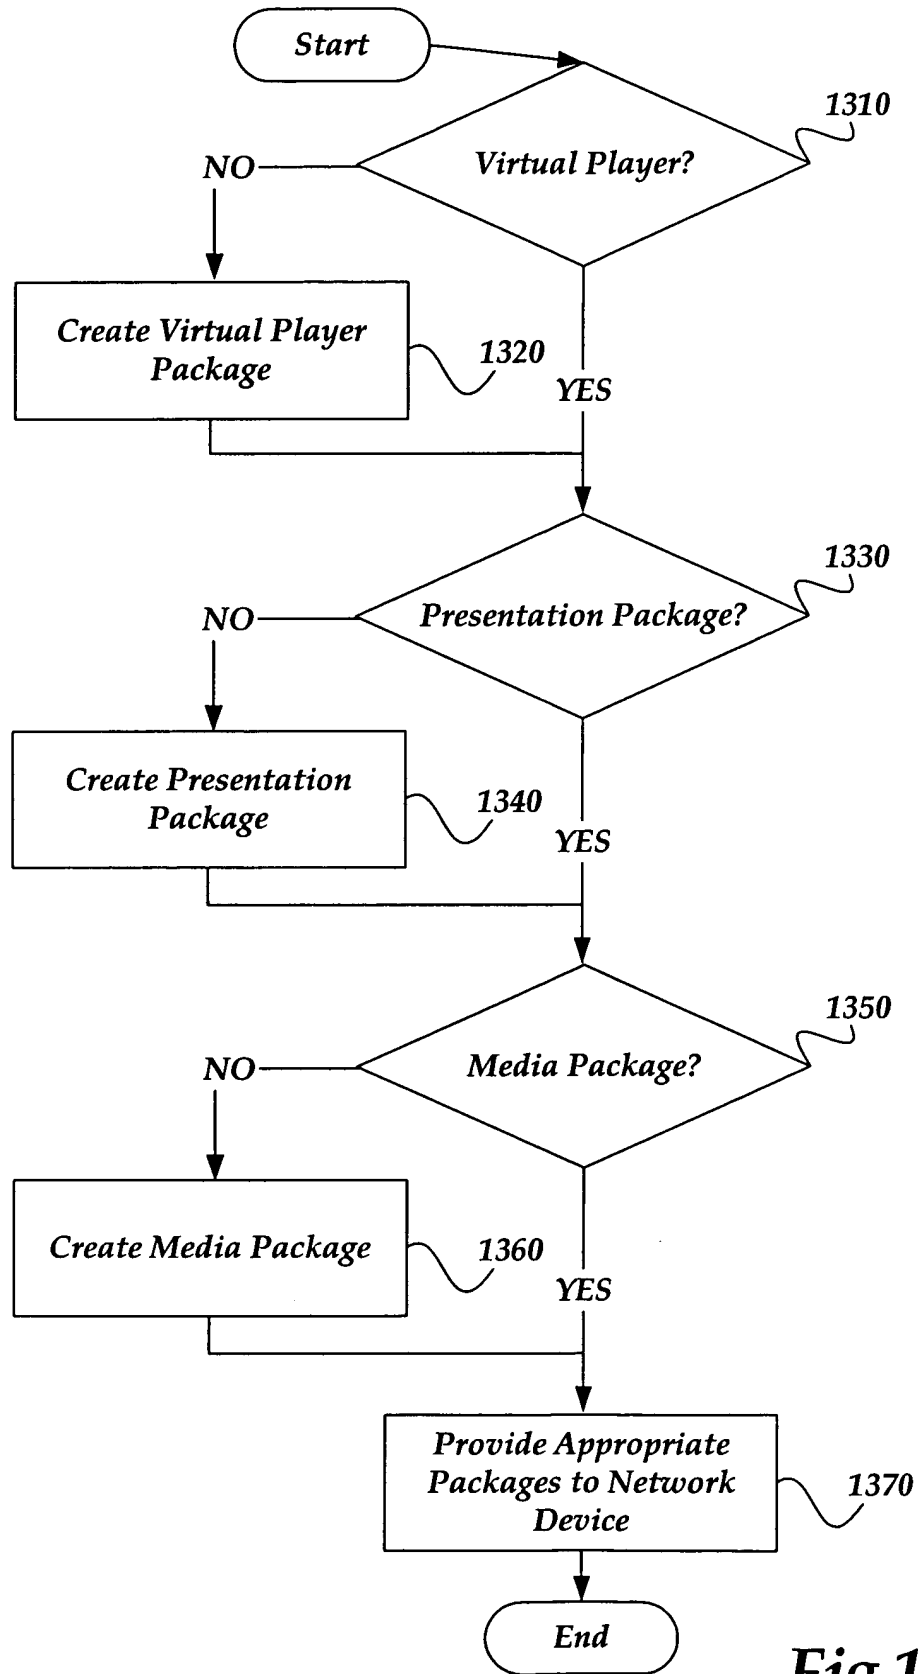 Start
1310
Virtual Player?
NO
Create Virtual Player
Package
1320
YES
1330
Presentation Package?
NO
Create Presentation
Package
1340
YES
1350
Media Package?
NO
Create Media Package
1360
YES
Provide Appropriate
Packages to Network
Device
1370
End